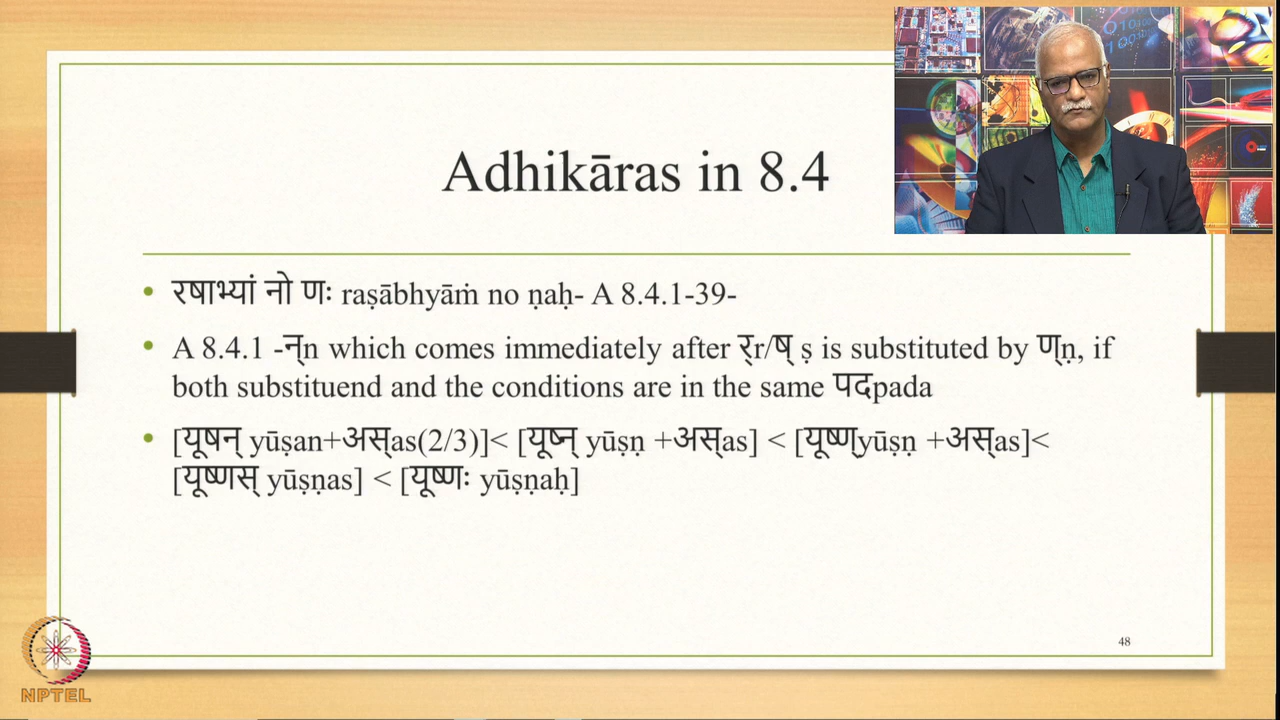 Adhikāras in 8.4
• रषाभ्यां नो णः raṣābhyāṁ no ṇaḥ- A 8.4.1-39-
• A 8.4.1 -न्n which comes immediately after र्r/ष् ṣ is substituted by ण्ṇ, if
both substituend and the conditions are in the same पदpada
• [यूषन् yūṣan+अस्as(2/3)]< [यूष्न् yūṣṇ +अस्as] < [यूष्ण्yūṣṇ +अस्as]<
[यूष्णस् yūṣṇas] < [यूष्णः yūṣṇaḥ]
48
NPTEL